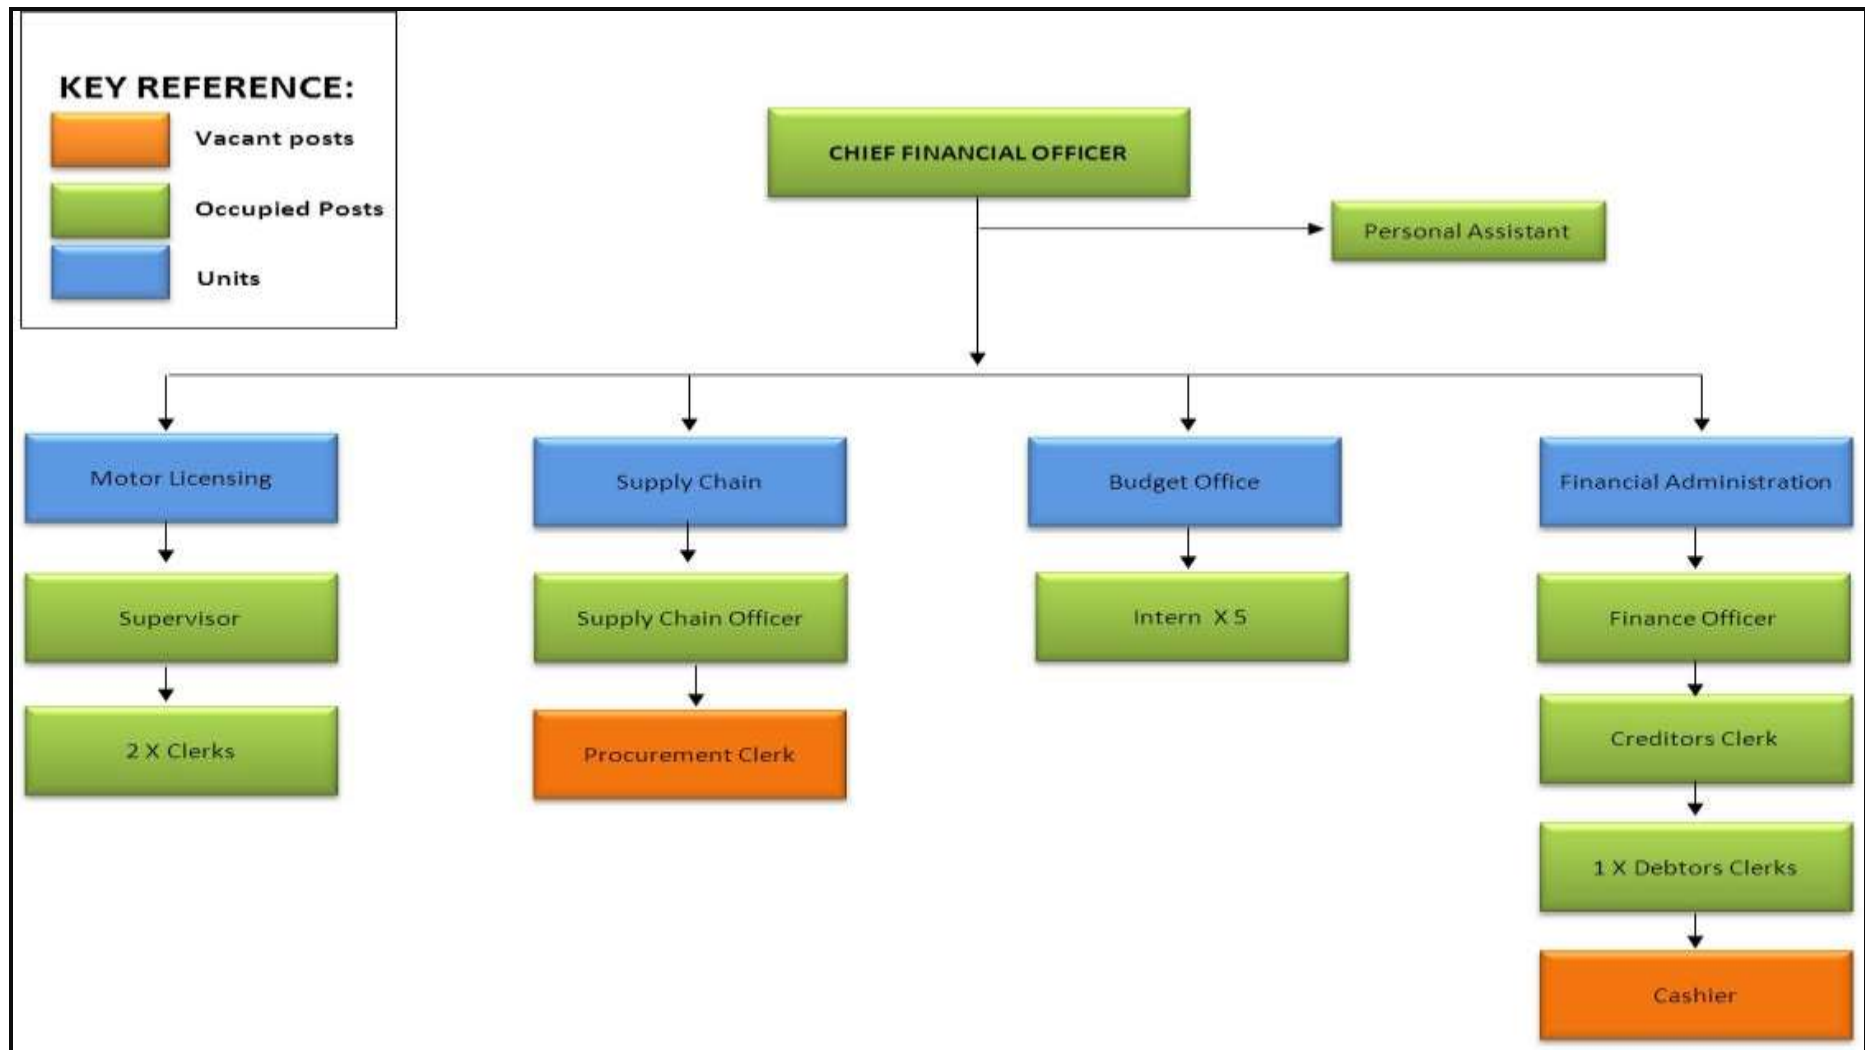 KEY REFERENCE:
Vacant posts
Occupied Posts
Units
CHIEF FINANCIAL OFFICER
Personal Assistant
Motor Licensing
Supply Chain
Budget Office
Financial Administration
Supervisor
Supply Chain Officer
Intern X 5
Finance Officer
2 X Clerks
Procurement Clerk
Creditors Clerk
1 X Debtors Clerks
Cashier